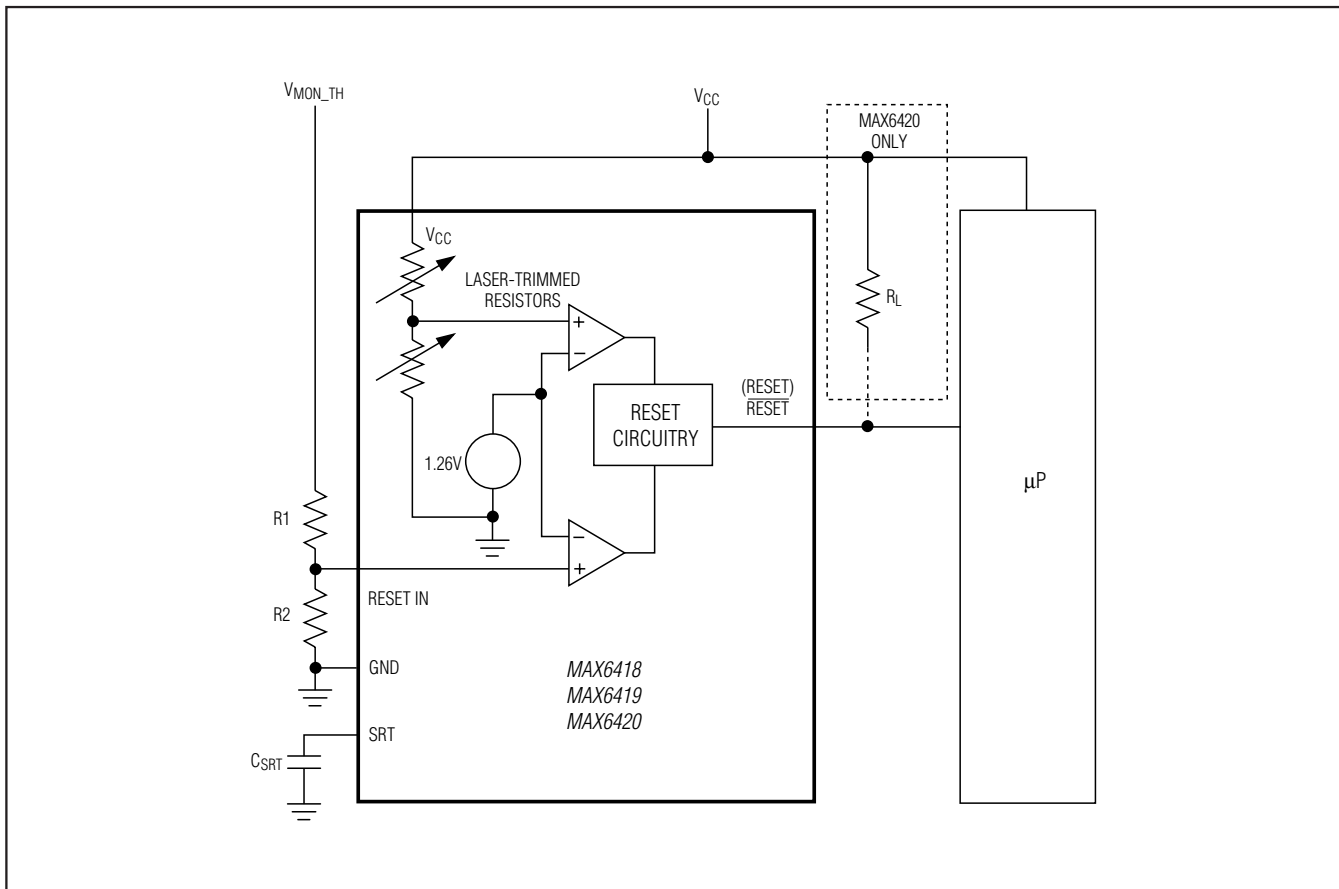 VMON_TH
VCC
MAX6420
ONLY
VCC
LASER-TRIMMED
RESISTORS
RL
+
−
(RESET)
RESET
RESET
CIRCUITRY
1.26V
μP
R1
−
+
RESET IN
R2
GND
MAX6418
MAX6419
MAX6420
SRT
CSRT